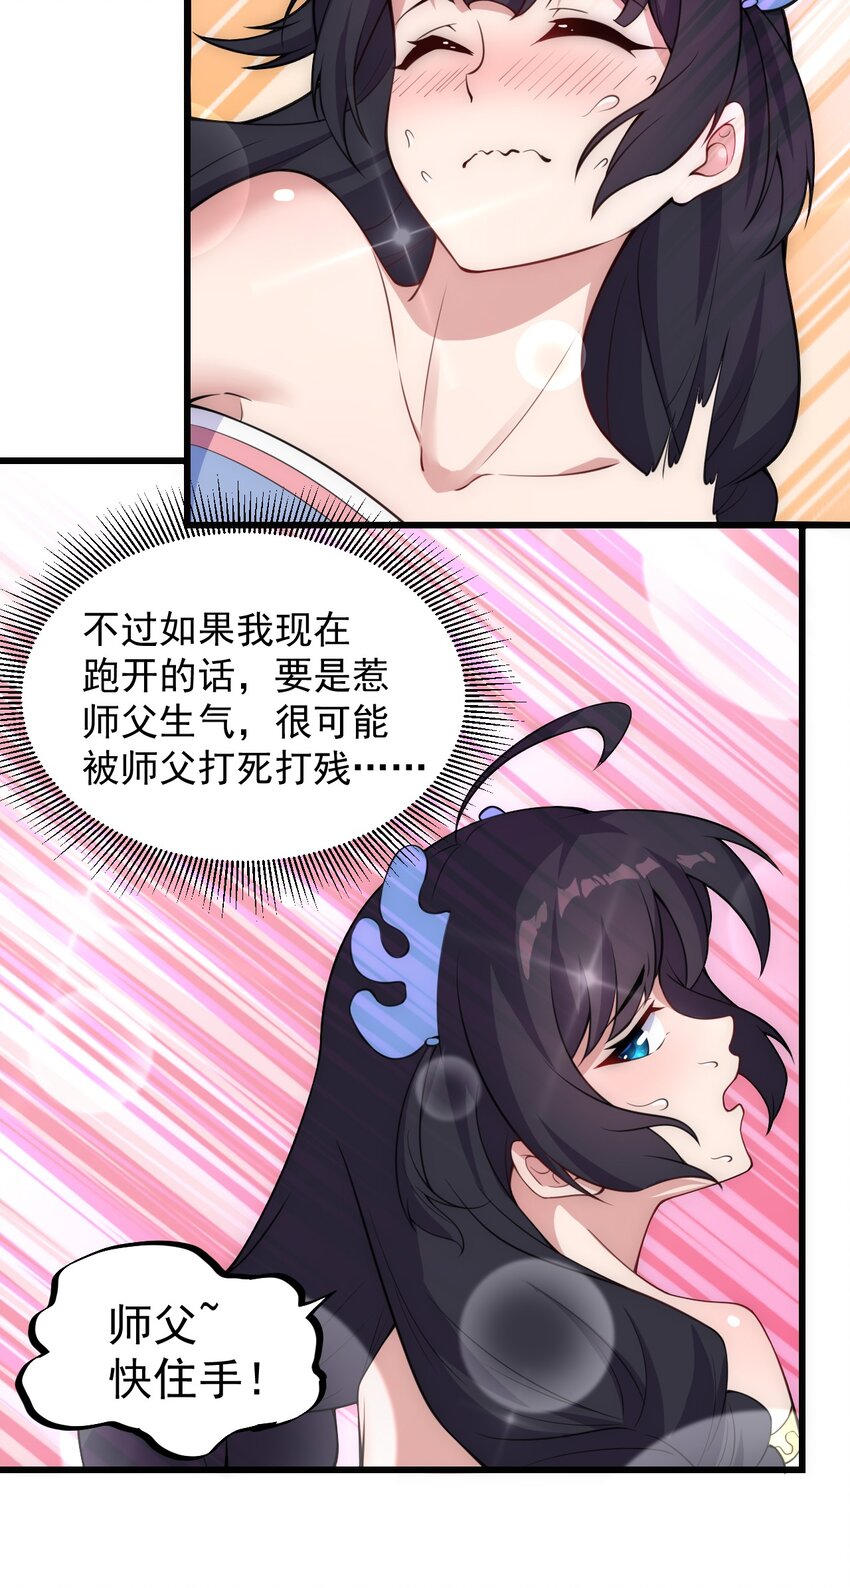 不过如果我现在
跑开的话，要是惹
师父生气，很可能
被师父打死打残……
师父~
快住手！